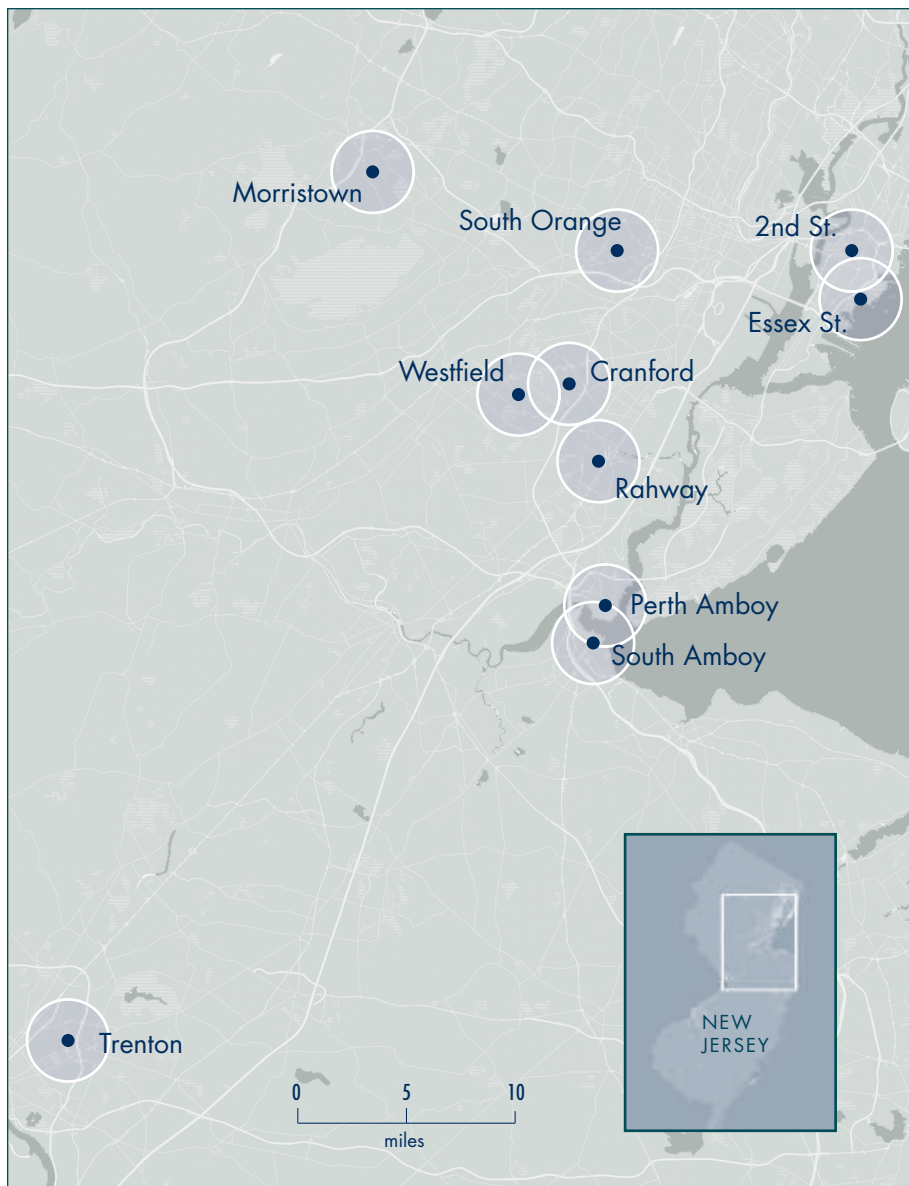 Morristown
South Orange
2nd St.
Essex St.
Westfield
Cranford
Rahway
Perth Amboy
South Amboy
NEW
JERSEY
Trenton
0 5 10
miles